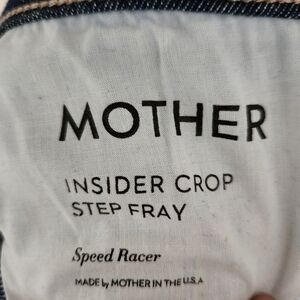 MOTHER
INSIDER CROP
STEP FRAY
Speed Racer
MADE by MOTHER IN THE U.S.A